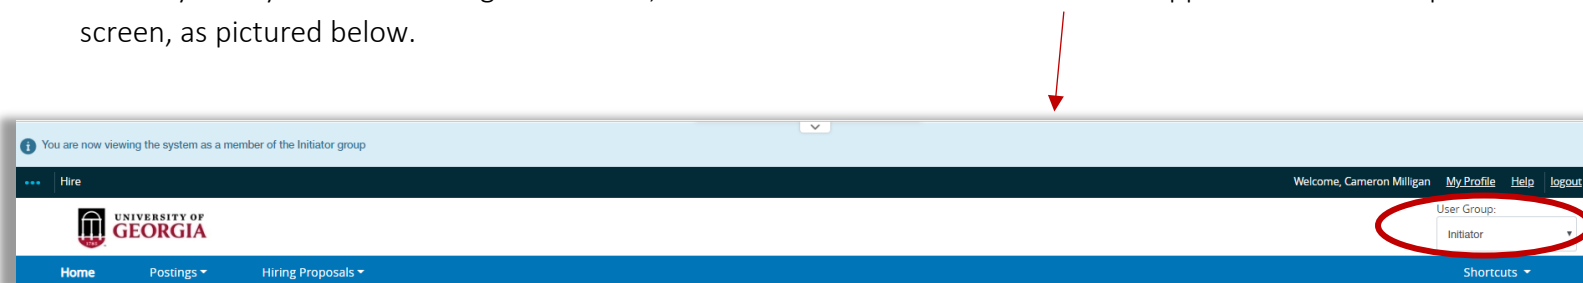 screen, as pictured below.
You are now viewing the system as a member of the Initiator group
••• Hire Welcome, Cameron Milligan My Profile Help logout
UNIVERSITY OF
GEORGIA
1785
User Group:
Initiator
Home Postings Hiring Proposals Shortcuts